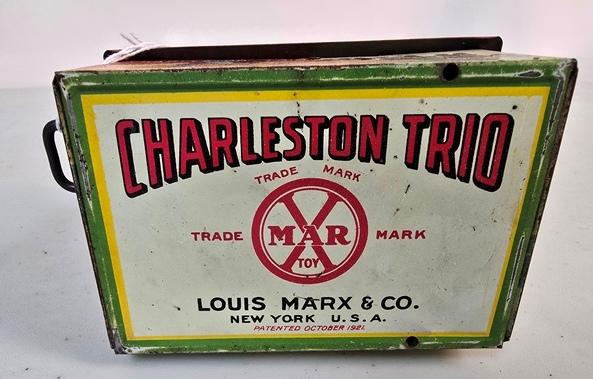 CHARLESTON TRIO
TRADE MARK
TRADE MAR X MARK
TOY
LOUIS MARX & CO.
NEW YORK U.S.A.
PATENTED OCTOBER 1921.